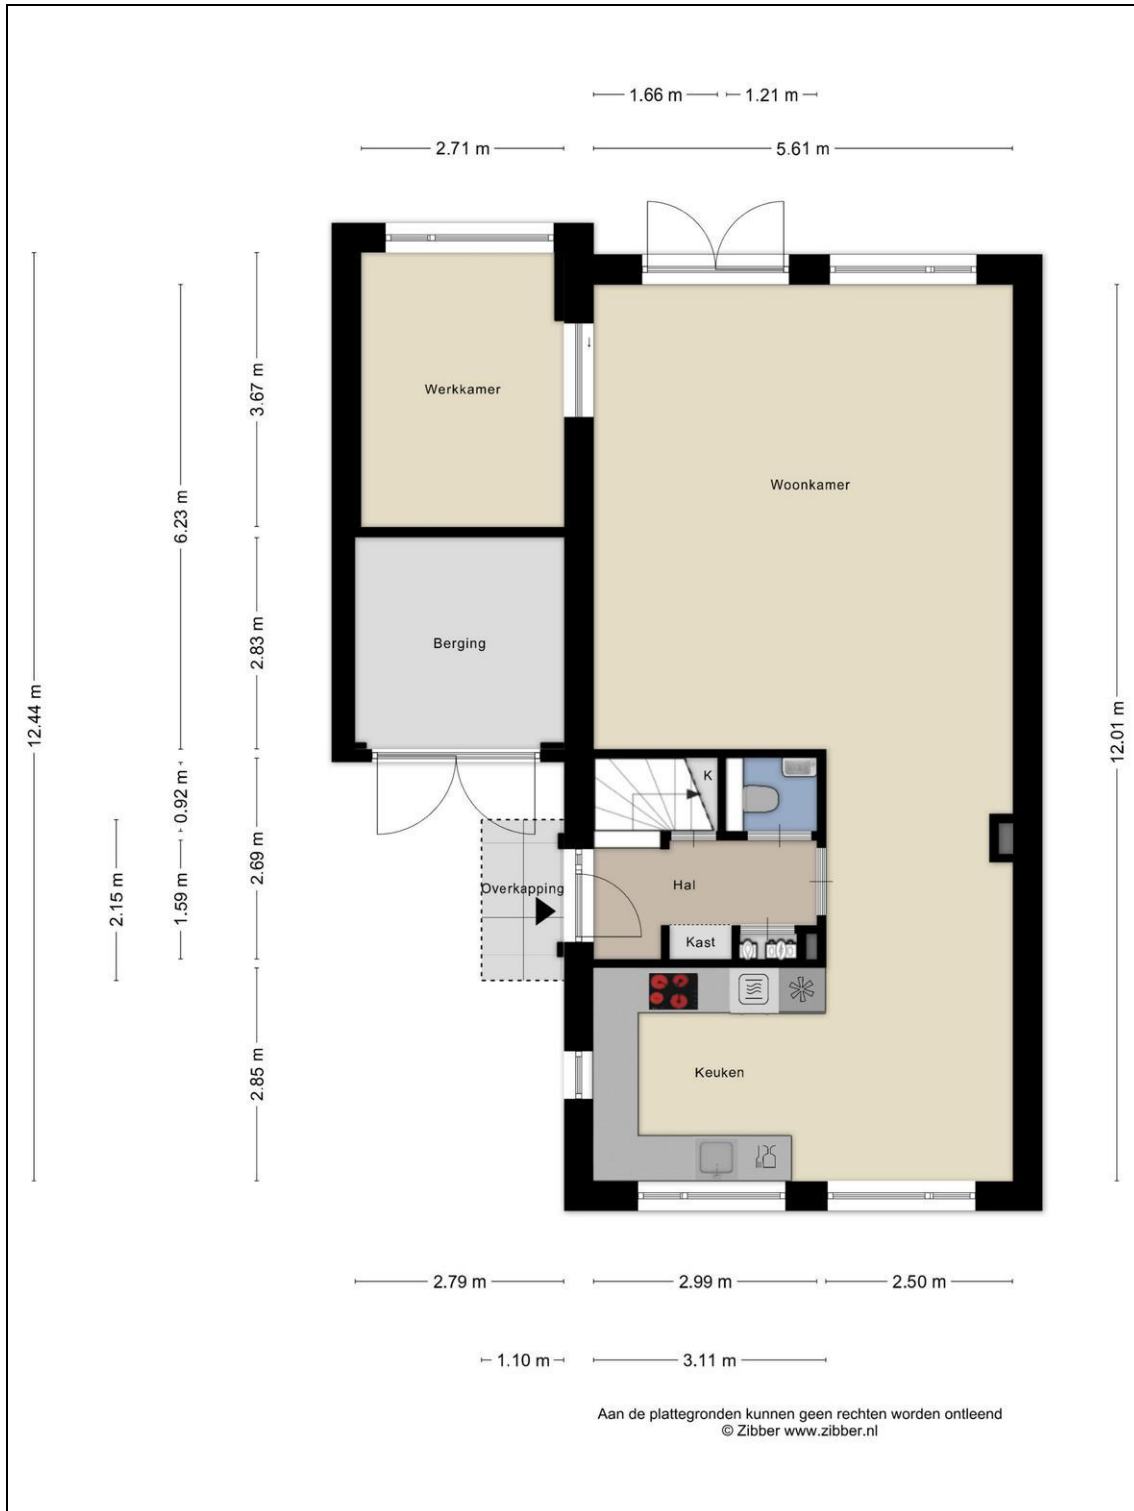 1.66 m
1.21 m
2.71 m
5.61 m
Werkkamer
3.67 m
Woonkamer
6.23 m
Berging
2.83 m
12.44 m
12.01 m
K
0.92 m
2.69 m
2.15 m
1.59 m
Overkapping
Hal
Kast
2.85 m
Keuken
2.79 m
2.99 m
2.50 m
1.10 m
3.11 m
Aan de plattegronden kunnen geen rechten worden ontleend
© Zibber www.zibber.nl